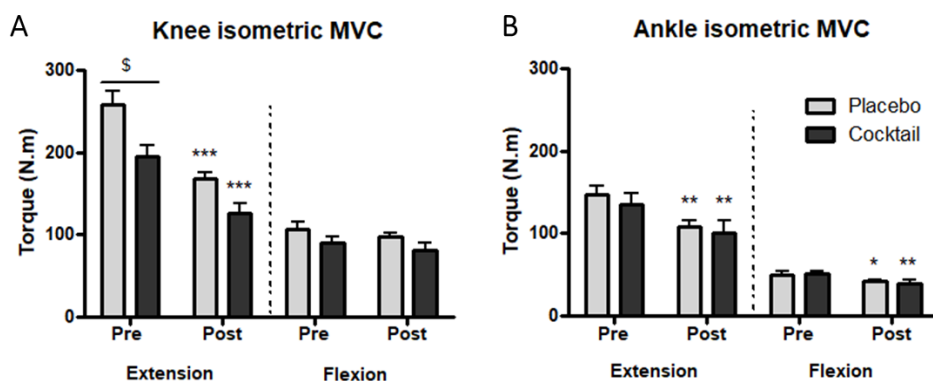 A
Knee isometric MVC
300
200
100
0
Torque (N.m)
$
***
***
Pre
Post
Pre
Post
Extension
Flexion
B
Ankle isometric MVC
300
200
100
0
Torque (N.m)
Placebo
Cocktail
**
**
*
**
Pre
Post
Pre
Post
Extension
Flexion